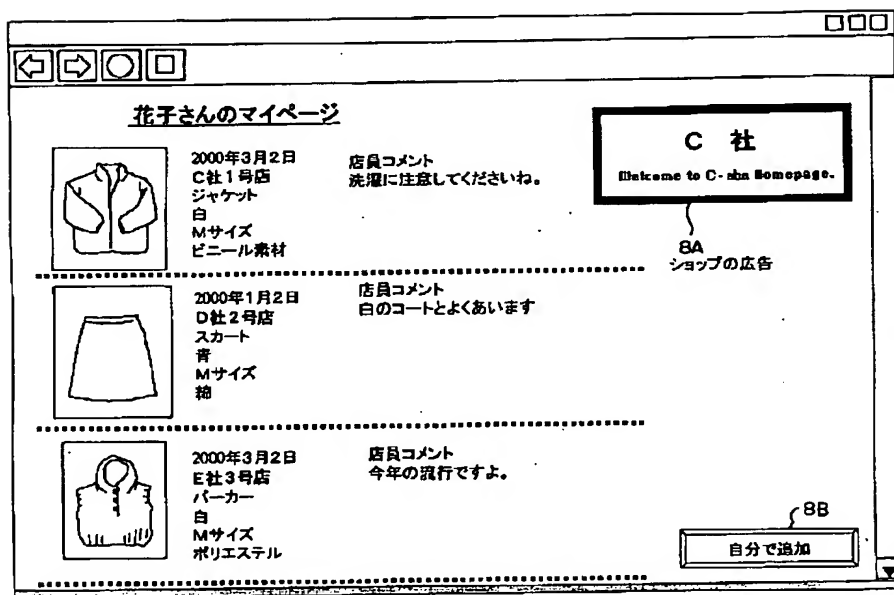 花子さんのマイページ
2000年3月2日
C社1号店
ジャケット
白
Mサイズ
ビニール素材
店員コメント
洗濯に注意してくださいね。
C 社
Welcome to C-sha Homepage.
8A
ショップの広告
2000年1月2日
D社2号店
スカート
青
Mサイズ
綿
店員コメント
白のコートとよくあいます
2000年3月2日
E社3号店
パーカー
白
Mサイズ
ポリエステル
店員コメント
今年の流行ですよ。
8B
自分で追加